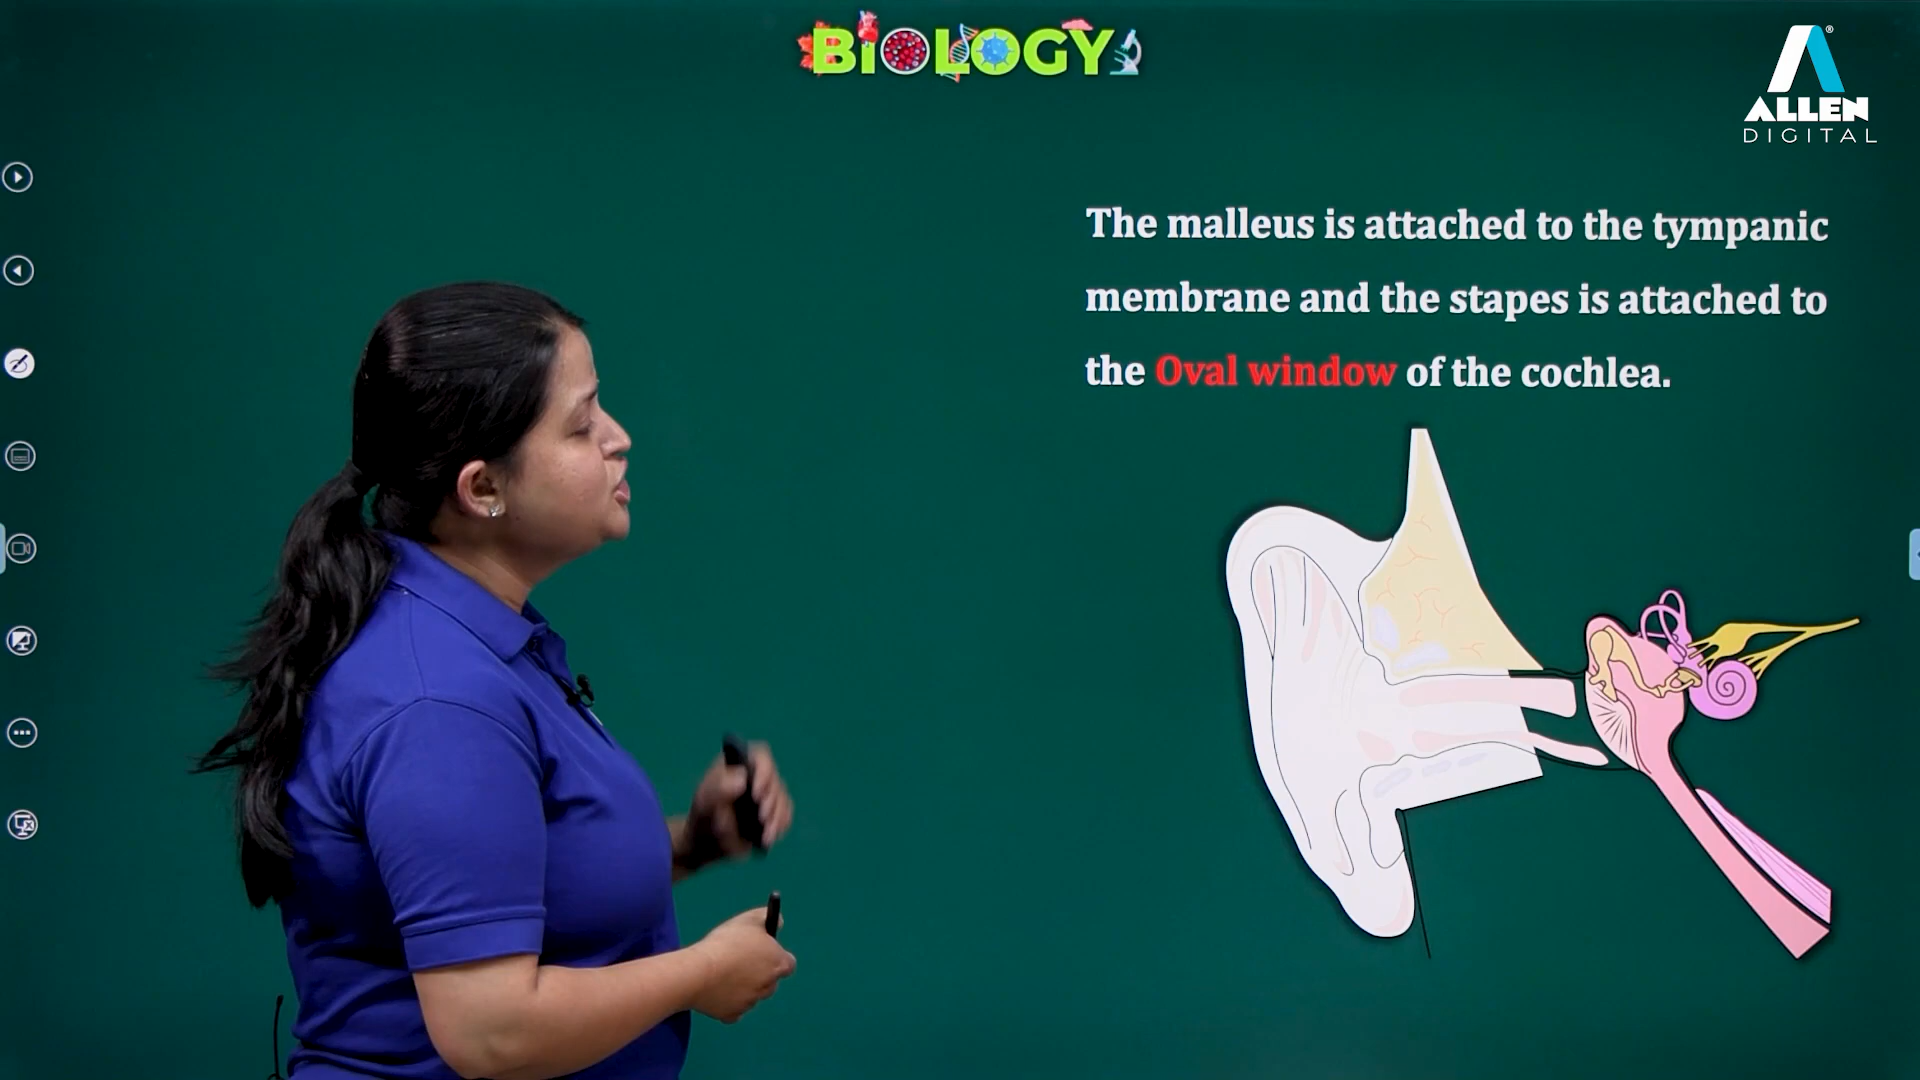 BIOLOGY
ALLEN
DIGITAL
The malleus is attached to the tympanic
membrane and the stapes is attached to
the Oval window of the cochlea.